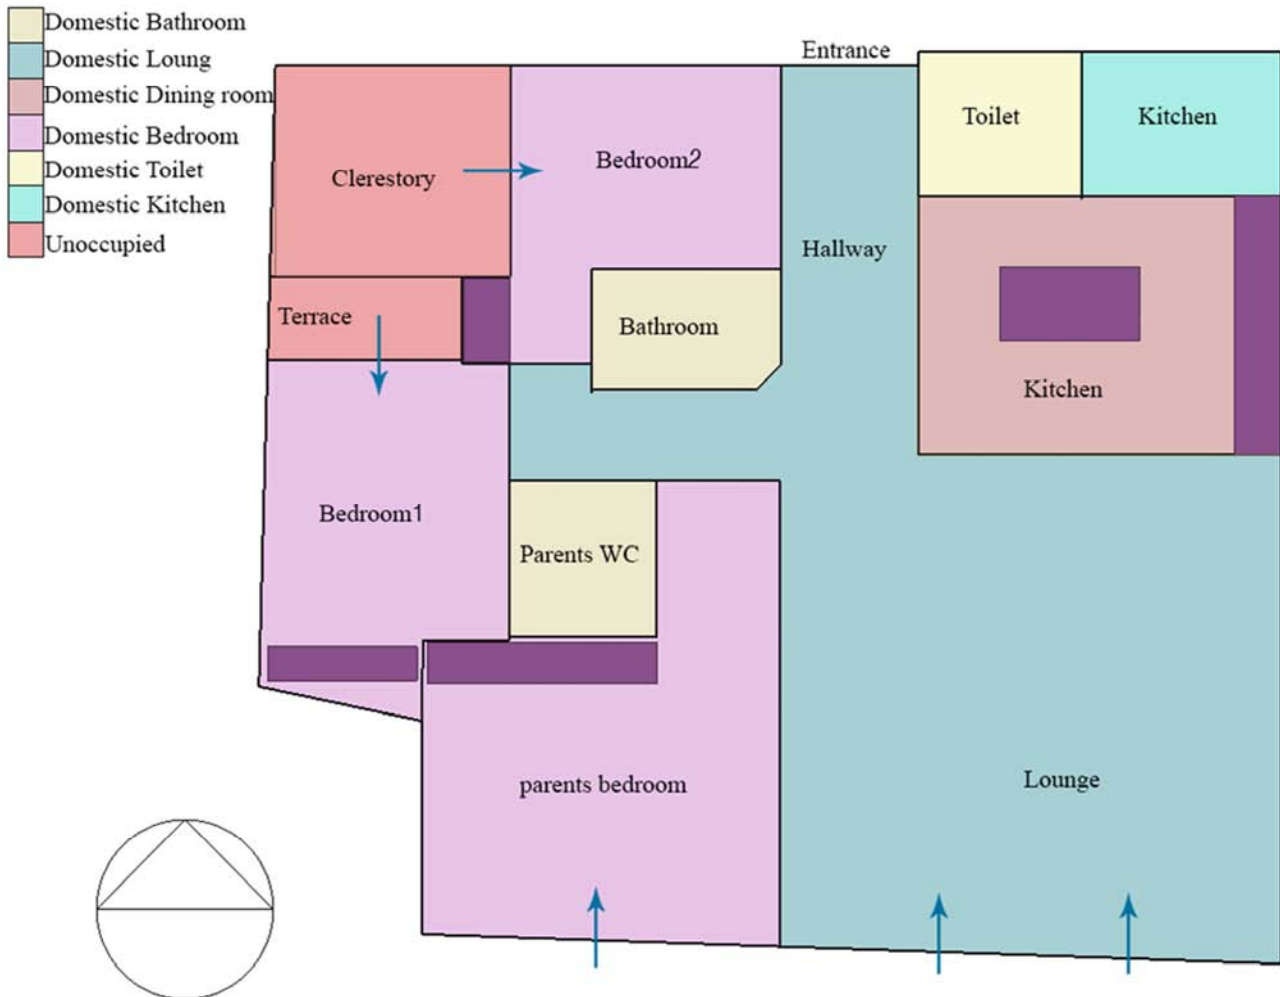 Domestic Bathroom
Domestic Loung
Domestic Dining room
Domestic Bedroom
Domestic Toilet
Domestic Kitchen
Unoccupied
Entrance
Toilet
Kitchen
Clerestory
Bedroom2
Hallway
Terrace
Bathroom
Kitchen
Bedroom1
Parents WC
parents bedroom
Lounge